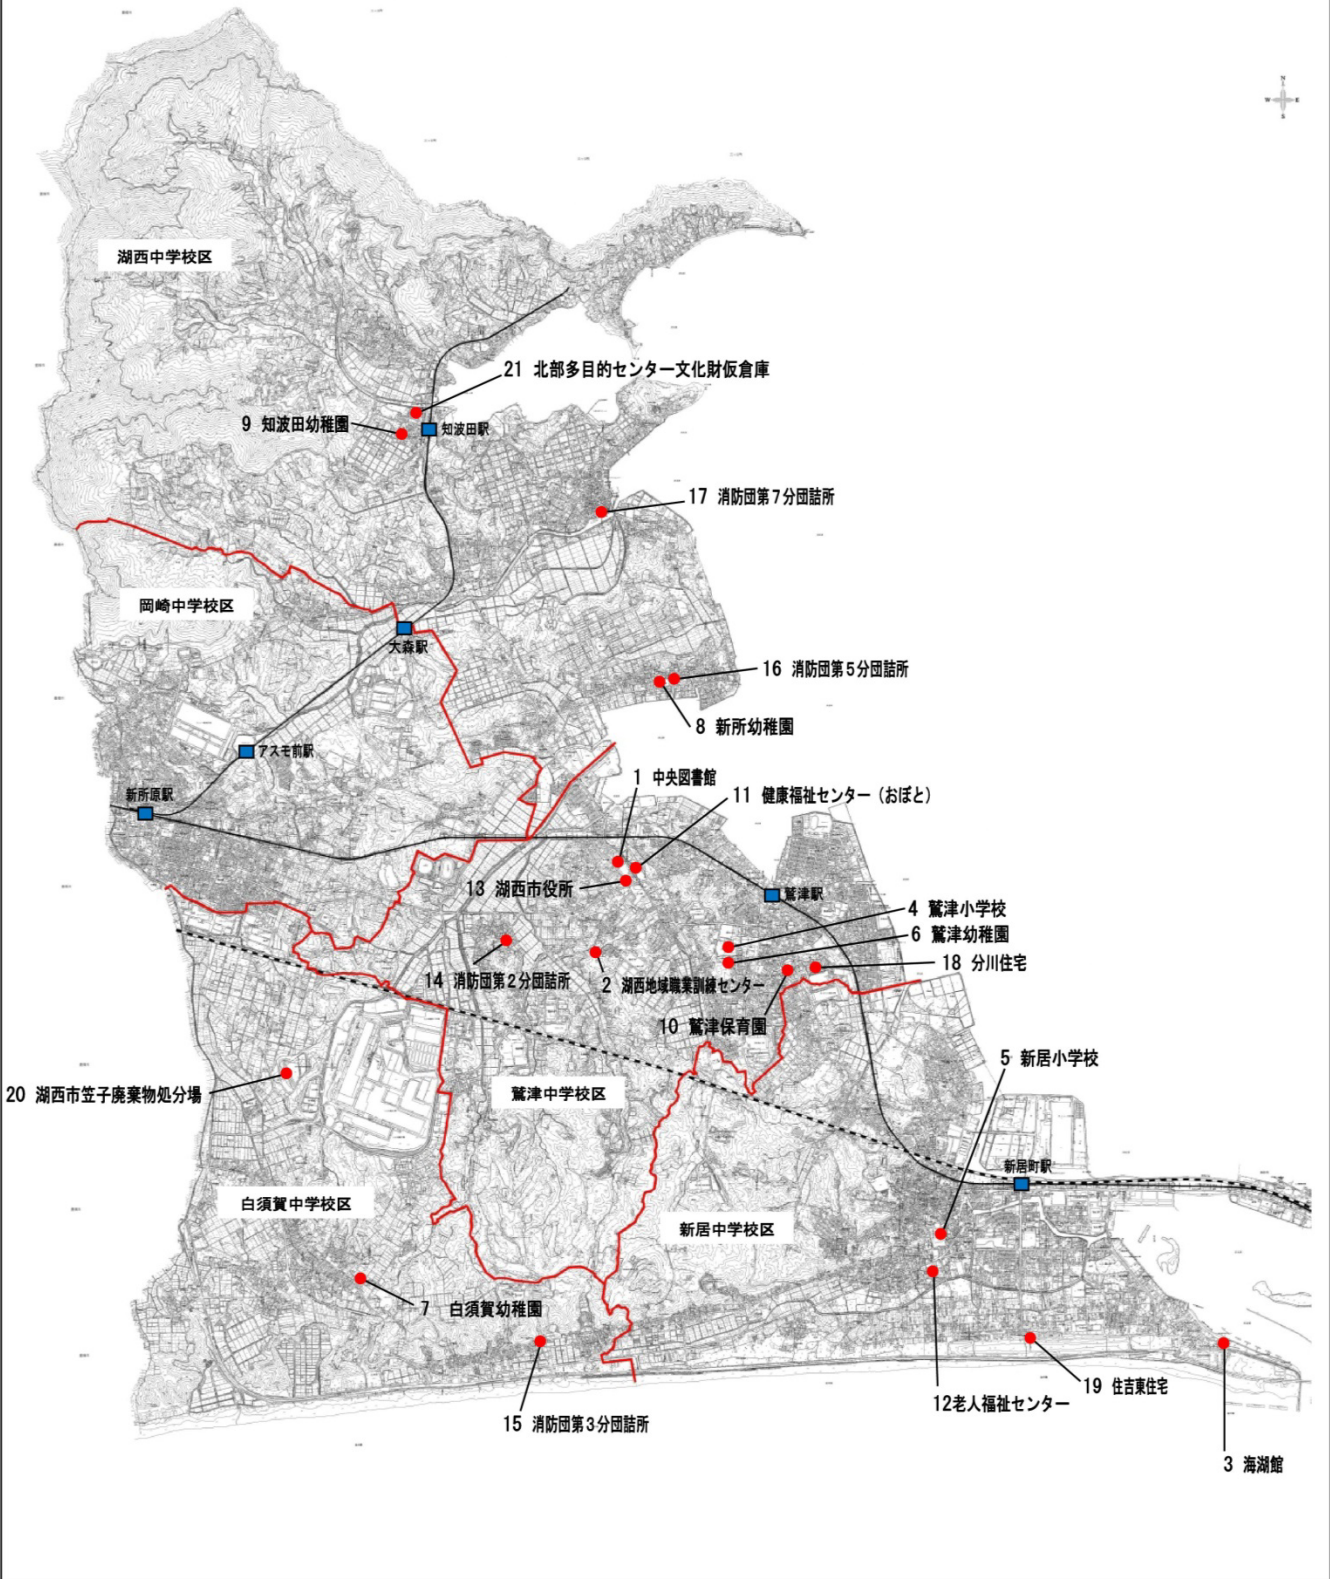 N
W E
S
湖西中学校区
21 北部多目的センター文化財仮倉庫
9 知波田幼稚園
知波田駅
17 消防団第7分団詰所
岡崎中学校区
大森駅
16 消防団第5分団詰所
8 新所幼稚園
アスモ前駅
新所原駅
1 中央図書館
11 健康福祉センター（おぼと）
13 湖西市役所
鷲津駅
4 鷲津小学校
6 鷲津幼稚園
18 分川住宅
14 消防団第2分団詰所
2 湖西地域職業訓練センター
10 鷲津保育園
5 新居小学校
20 湖西市笠子廃棄物処分場
鷲津中学校区
新居町駅
白須賀中学校区
新居中学校区
7 白須賀幼稚園
19 住吉東住宅
12老人福祉センター
15 消防団第3分団詰所
3 海湖館